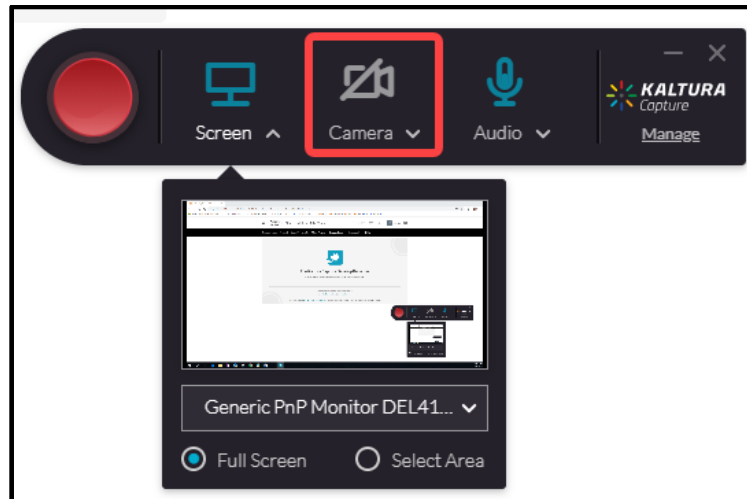 Screen
Camera
Audio
KALTURA
Capture
Manage
Generic PnP Monitor DEL41...
Full Screen
Select Area